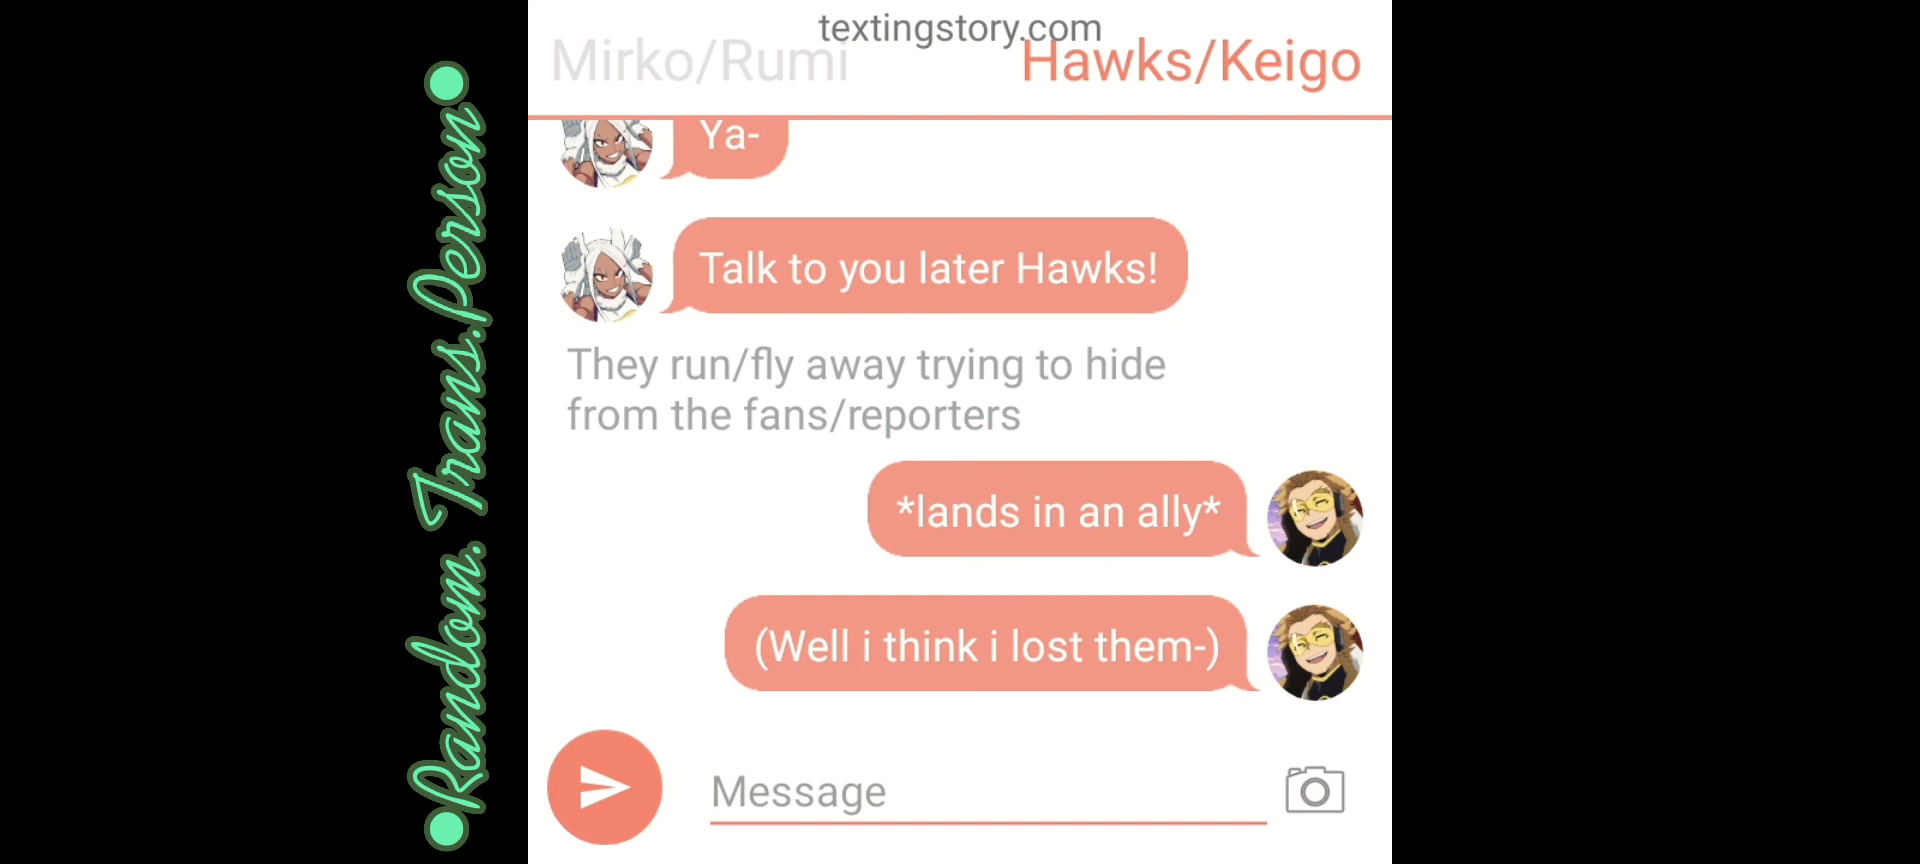 textingstory.com
Mirko/Rumi
Hawks/Keigo
Ya-
Talk to you later Hawks!
They run/fly away trying to hide
from the fans/reporters
*lands in an ally*
(Well i think i lost them-)
Message
•Random. Trans.Person•